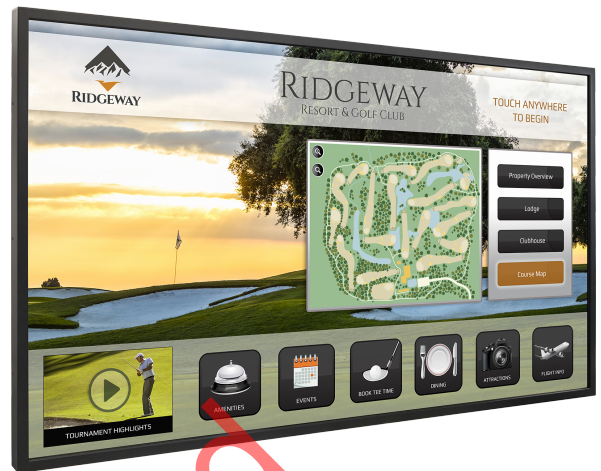 RIDGEWAY
RIDGEWAY
RESORT & GOLF CLUB
TOUCH ANYWHERE
TO BEGIN
Property Overview
Lodge
Clubhouse
Course Map
TOURNAMENT HIGHLIGHTS
AMENITIES
EVENTS
BOOK TEE TIME
DINING
ATTRACTIONS
FLIGHT INFO